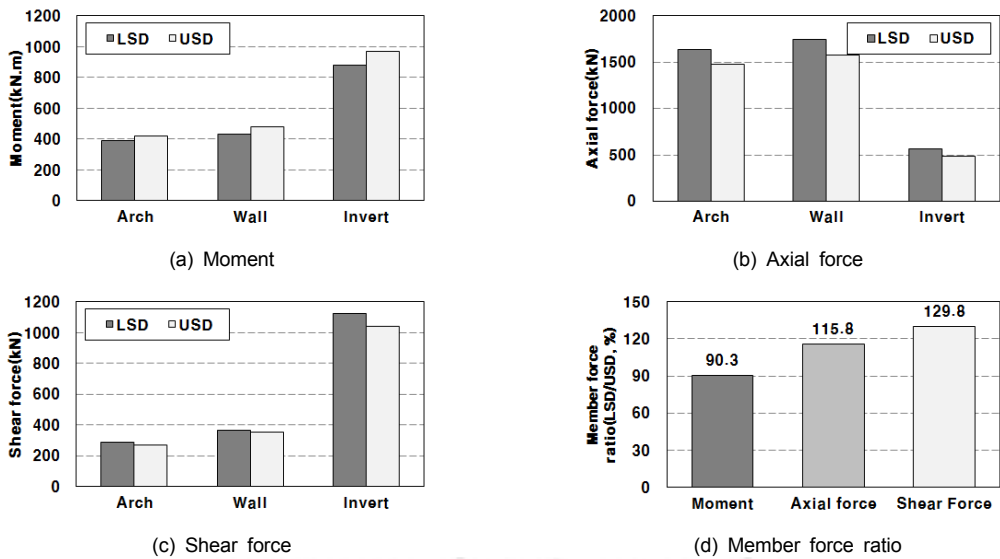 1200
1000
800
600
400
200
0
Moment(kN.m)
LSD USD
Arch Wall Invert
(a) Moment
2000
1500
1000
500
0
Axial force(kN)
LSD USD
Arch Wall Invert
(b) Axial force
1200
1000
800
600
400
200
0
Shear force(kN)
LSD USD
Arch Wall Invert
(c) Shear force
150
120
90
60
30
0
Member force
ratio(LSD/USD, %)
90.3
115.8
129.8
Moment Axial force Shear Force
(d) Member force ratio